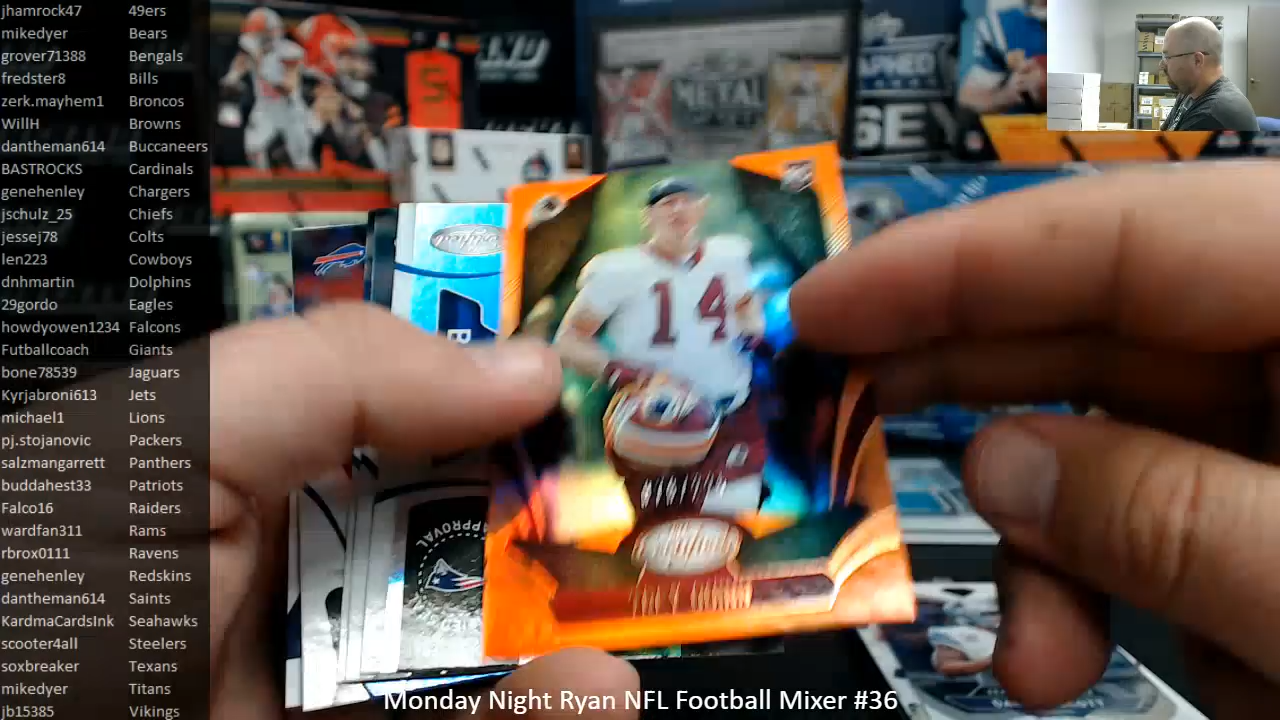 jhamrock47 49ers
mikedyer Bears
grover71388 Bengals
fredster8 Bills
zerk.mayhem1 Broncos
WillH Browns
dantheman614 Buccaneers
BASTROCKS Cardinals
genehenley Chargers
jschulz_25 Chiefs
jessej78 Colts
len223 Cowboys
dnhmartin Dolphins
29gordo Eagles
howdyowen1234 Falcons
Futballcoach Giants
bone78539 Jaguars
Kyrjabroni613 Jets
michael1 Lions
pj.stojanovic Packers
salzmangarrett Panthers
buddahest33 Patriots
Falco16 Raiders
wardfan311 Rams
rbrox0111 Ravens
genehenley Redskins
dantheman614 Saints
KardmaCardsInk Seahawks
scooter4all Steelers
soxbreaker Texans
mikedyer Titans
jb15385 Vikings
METAL
SEY
14
APPROVAL
Monday Night Ryan NFL Football Mixer #36